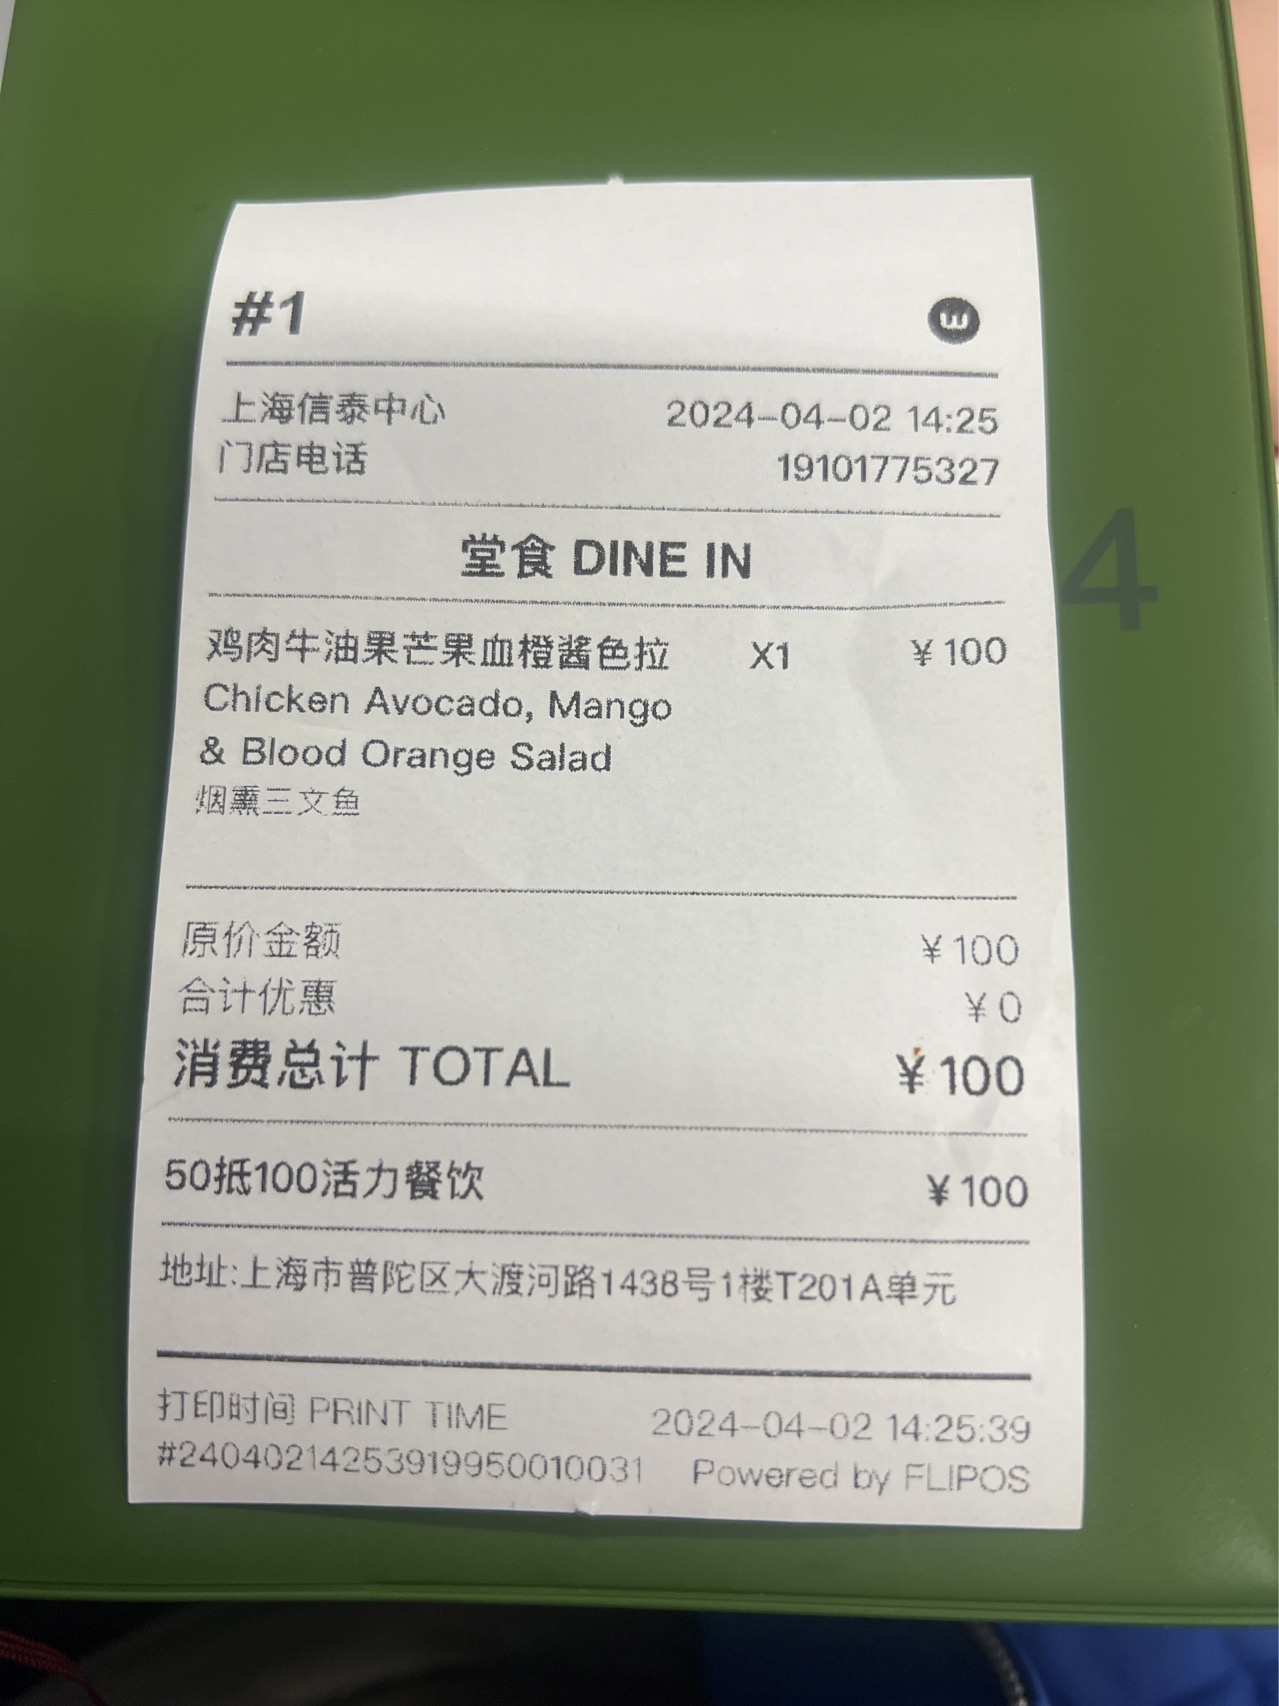 #1
上海信泰中心 2024-04-02 14:25
门店电话 19101775327
堂食 DINE IN
4
鸡肉牛油果芒果血橙酱色拉 X1 ¥100
Chicken Avocado, Mango
& Blood Orange Salad
烟熏三文鱼
原价金额 ¥100
合计优惠 ¥0
消费总计 TOTAL ¥100
50抵100活力餐饮 ¥100
地址:上海市普陀区大渡河路1438号1楼T201A单元
打印时间 PRINT TIME 2024-04-02 14:25:39
#240402142539199950010031 Powered by FLIPOS